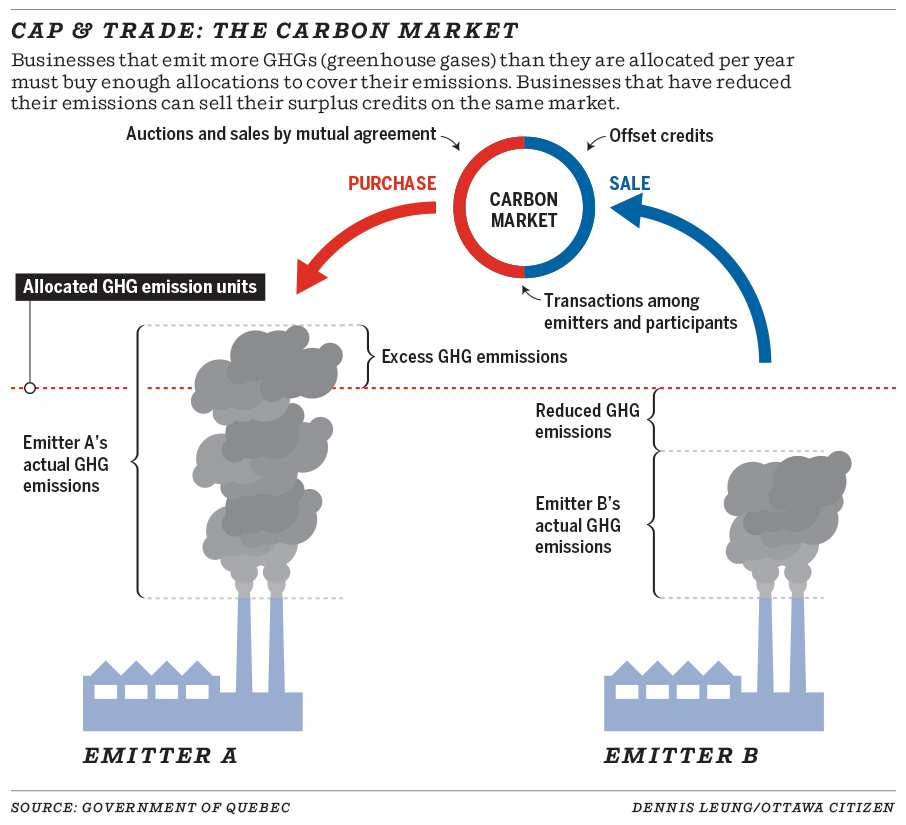 CAP & TRADE: THE CARBON MARKET
Businesses that emit more GHGs (greenhouse gases) than they are allocated per year
must buy enough allocations to cover their emissions. Businesses that have reduced
their emissions can sell their surplus credits on the same market.
Auctions and sales by mutual agreement
Offset credits
PURCHASE
SALE
CARBON
MARKET
Allocated GHG emission units
Transactions among
emitters and participants
Excess GHG emmissions
Reduced GHG
emissions
Emitter A's
actual GHG
emissions
Emitter B's
actual GHG
emissions
EMITTER A
EMITTER B
SOURCE: GOVERNMENT OF QUEBEC
DENNIS LEUNG/OTTAWA CITIZEN